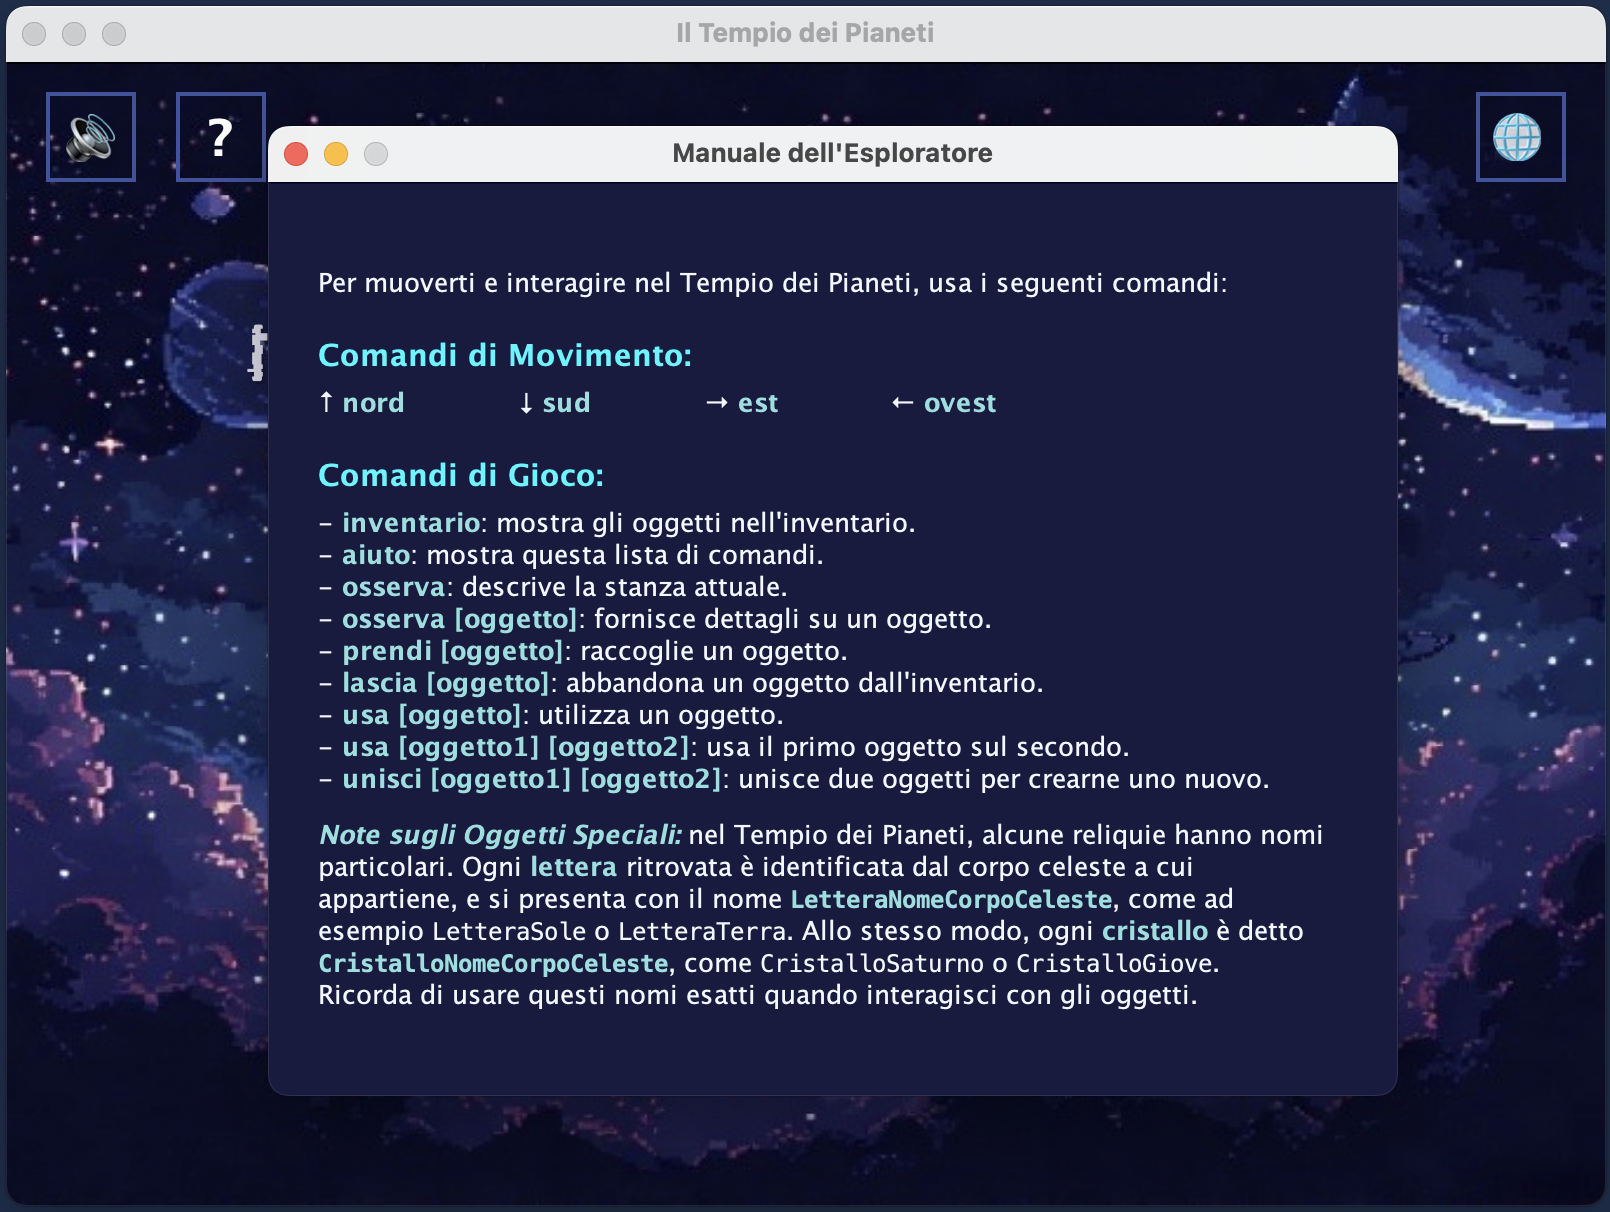 Il Tempio dei Pianeti
?
Manuale dell'Esploratore
Per muoverti e interagire nel Tempio dei Pianeti, usa i seguenti comandi:
Comandi di Movimento:
↑ nord ↓ sud → est ← ovest
Comandi di Gioco:
– inventario: mostra gli oggetti nell'inventario.
– aiuto: mostra questa lista di comandi.
– osserva: descrive la stanza attuale.
– osserva [oggetto]: fornisce dettagli su un oggetto.
– prendi [oggetto]: raccoglie un oggetto.
– lascia [oggetto]: abbandona un oggetto dall'inventario.
– usa [oggetto]: utilizza un oggetto.
– usa [oggetto1] [oggetto2]: usa il primo oggetto sul secondo.
– unisci [oggetto1] [oggetto2]: unisce due oggetti per crearne uno nuovo.
Note sugli Oggetti Speciali: nel Tempio dei Pianeti, alcune reliquie hanno nomi
particolari. Ogni lettera ritrovata è identificata dal corpo celeste a cui
appartiene, e si presenta con il nome LetteraNomeCorpoCeleste, come ad
esempio LetteraSole o LetteraTerra. Allo stesso modo, ogni cristallo è detto
CristalloNomeCorpoCeleste, come CristalloSaturno o CristalloGiove.
Ricorda di usare questi nomi esatti quando interagisci con gli oggetti.